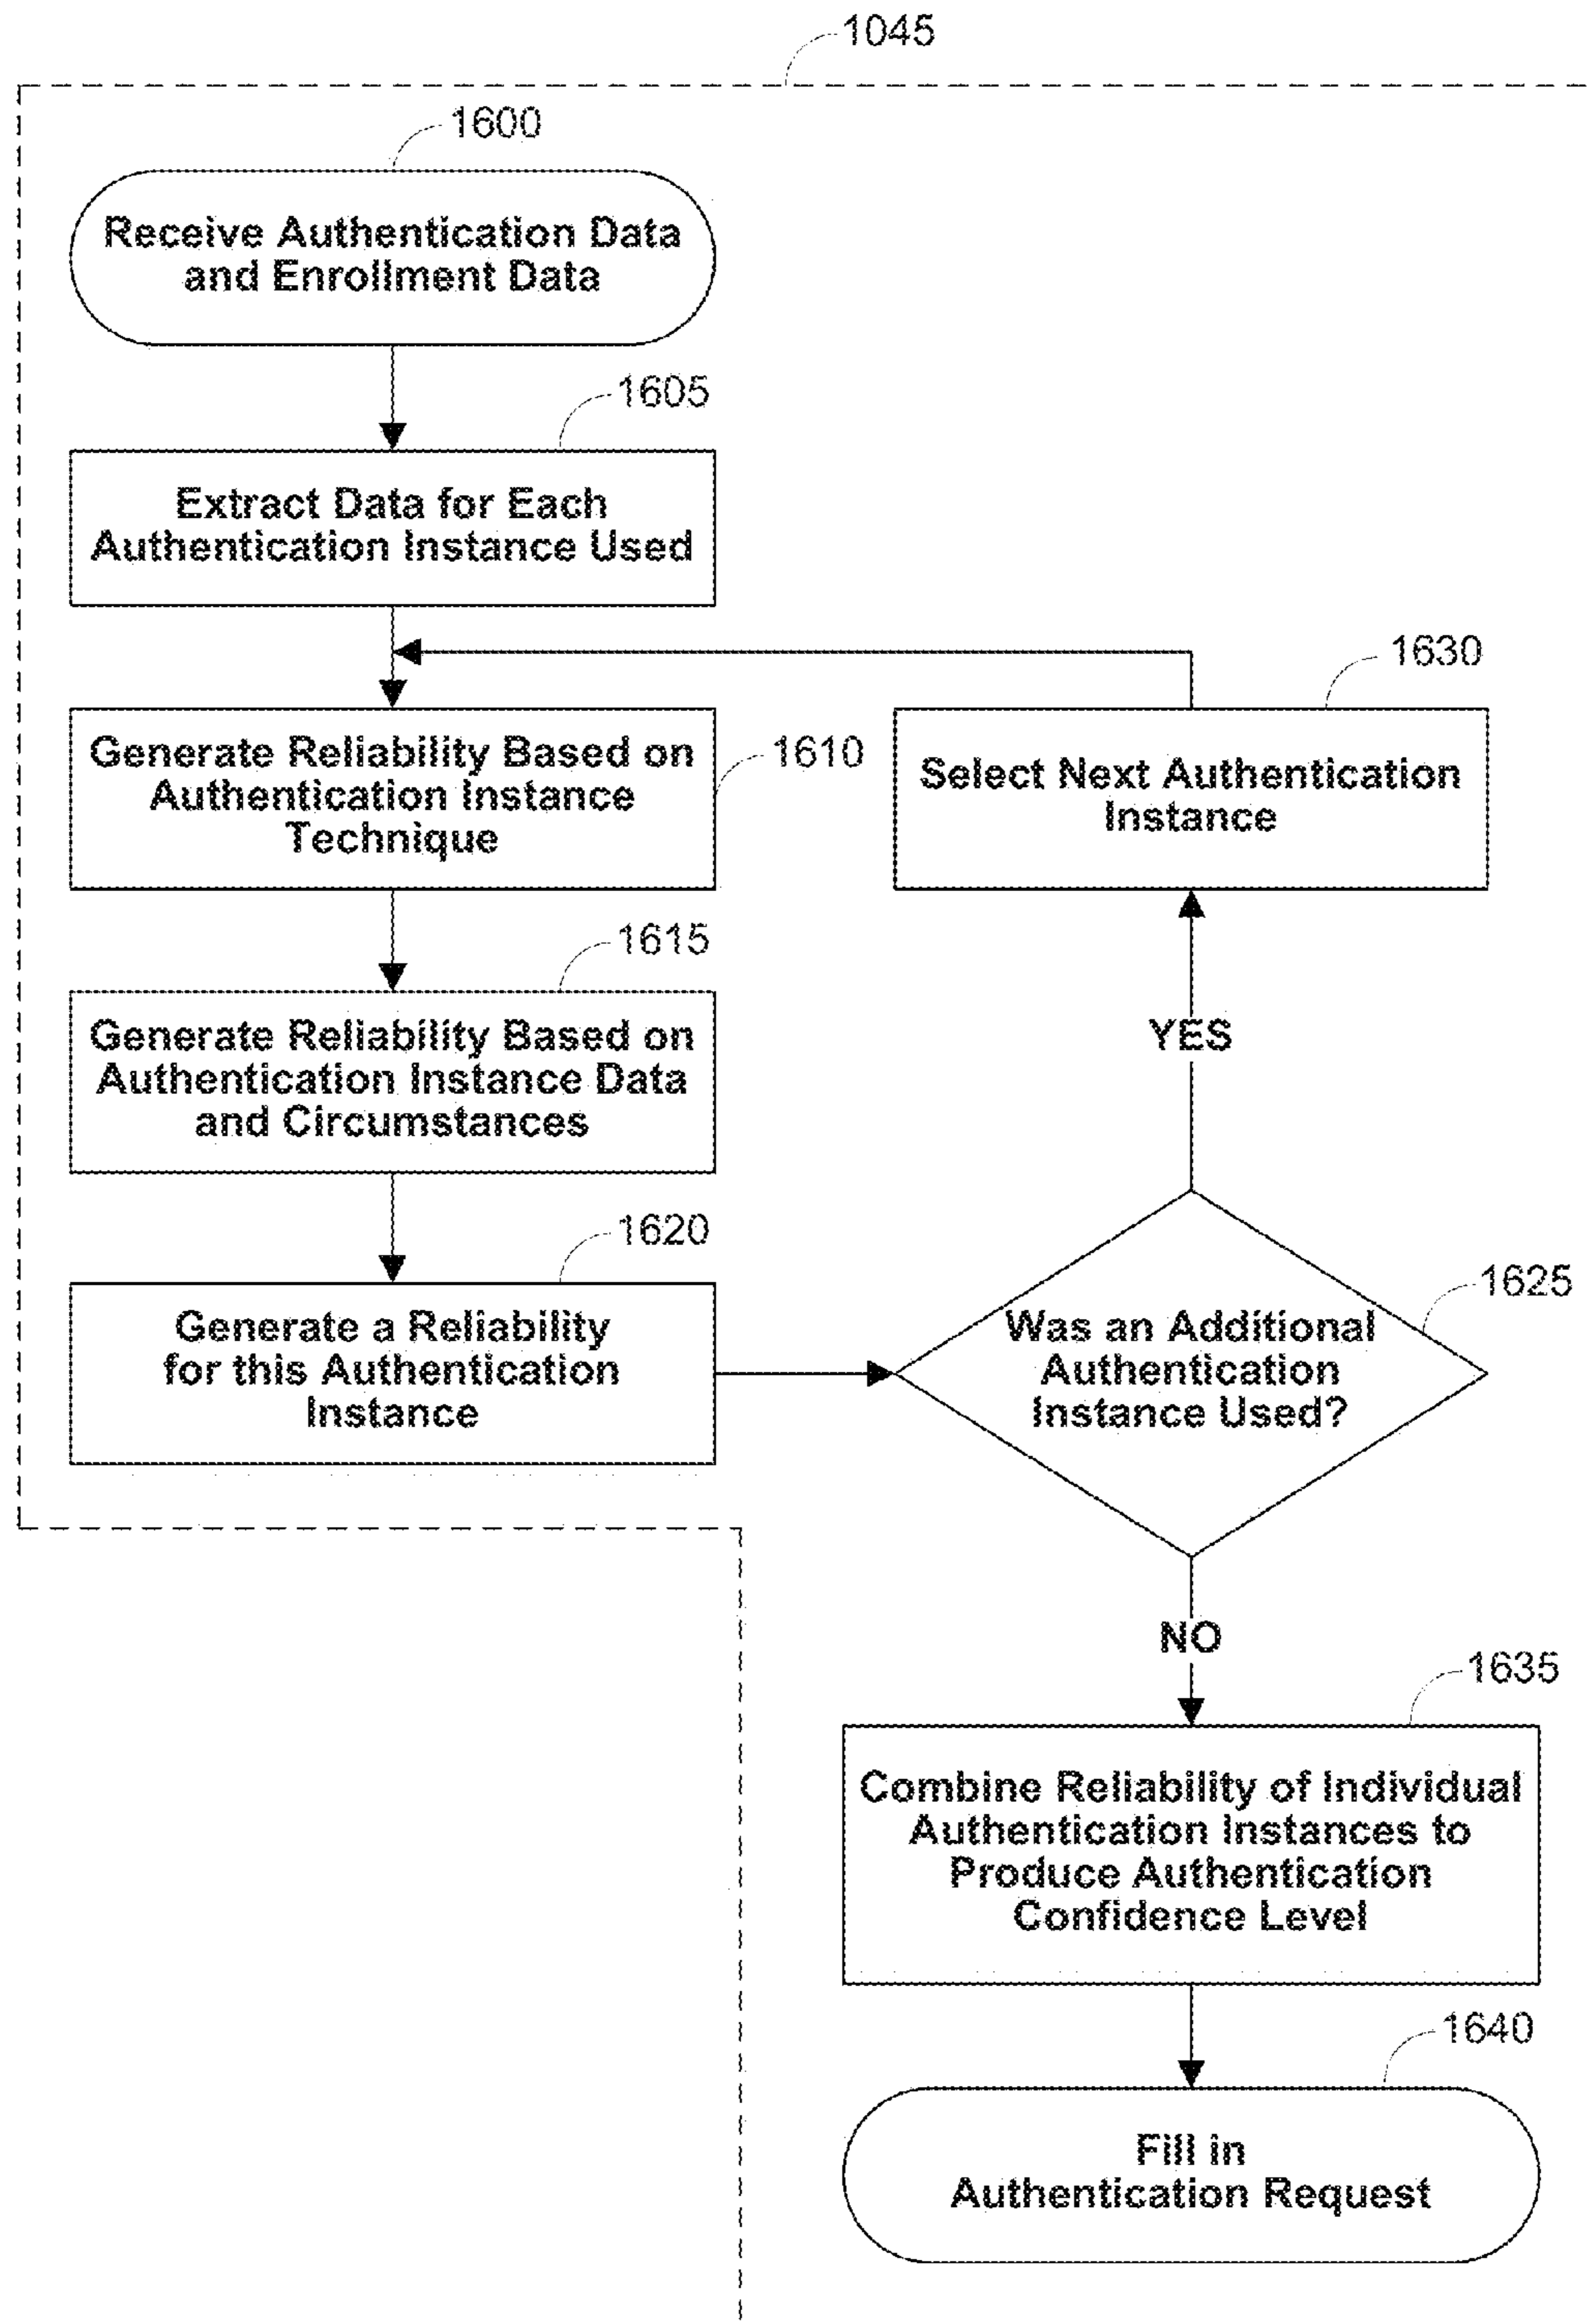 1045
1600
Receive Authentication Data
and Enrollment Data
1605
Extract Data for Each
Authentication Instance Used
1610
Generate Reliability Based on
Authentication Instance
Technique
1630
Select Next Authentication
Instance
1615
Generate Reliability Based on
Authentication Instance Data
and Circumstances
YES
1620
Generate a Reliability
for this Authentication
Instance
1625
Was an Additional
Authentication
Instance Used?
NO
1635
Combine Reliability of Individual
Authentication Instances to
Produce Authentication
Confidence Level
1640
Fill in
Authentication Request